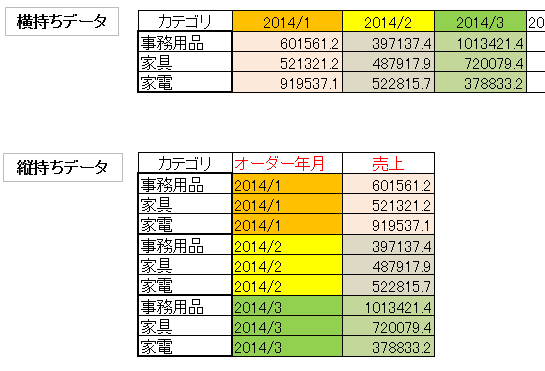 横持ちデータ
カテゴリ 2014/1 2014/2 2014/3 20
事務用品 601561.2 397137.4 1013421.4
家具 521321.2 487917.9 720079.4
家電 919537.1 522815.7 378833.2
縦持ちデータ
カテゴリ オーダー年月 売上
事務用品 2014/1 601561.2
家具 2014/1 521321.2
家電 2014/1 919537.1
事務用品 2014/2 397137.4
家具 2014/2 487917.9
家電 2014/2 522815.7
事務用品 2014/3 1013421.4
家具 2014/3 720079.4
家電 2014/3 378833.2